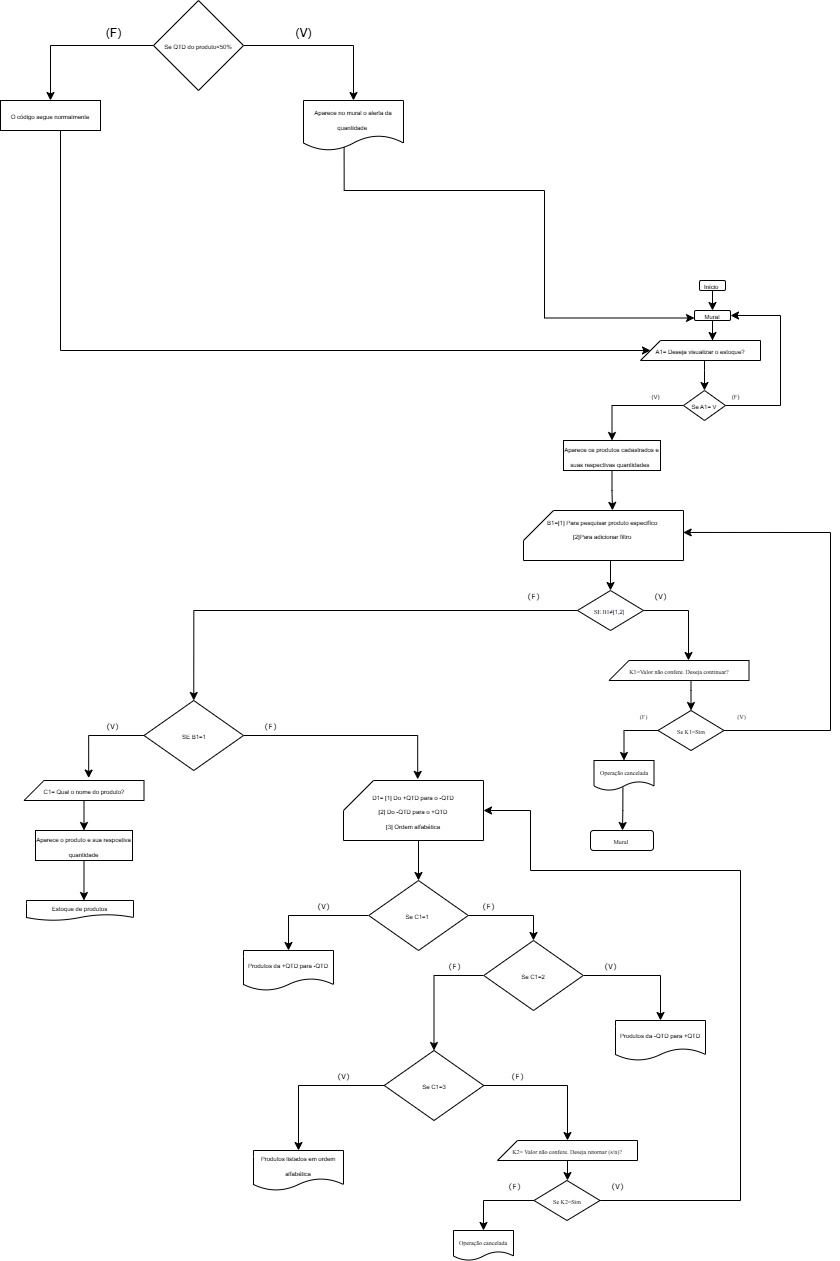 (F)
(V)
Se QTD do produto<50%
O código segue normalmente
Aparece no mural o alerta da
quantidade
Início
Mural
A1= Deseja visualizar o estoque?
(V)
(F)
Se A1= V
Aparece os produtos cadastrados e
suas respectivas quantidades
B1=[1] Para pesquisar produto específico
[2]Para adicionar filtro
(F)
(V)
SE B1≠[1,2]
K1=Valor não confere. Deseja continuar?
(F)
(V)
Se K1=Sim
(V)
(F)
SE B1=1
Operação cancelada
C1= Qual o nome do produto?
D1= [1] Do +QTD para o -QTD
[2] Do -QTD para o +QTD
[3] Ordem alfabética
Mural
Aparece o produto e sua respcetiva
quantidade
Estoque de produtos
(V)
(F)
Se C1=1
Produtos da +QTD para -QTD
(F)
(V)
Se C1=2
Produtos da -QTD para +QTD
(V)
(F)
Se C1=3
Produtos listados em ordem
alfabética
K2= Valor não confere. Deseja retornar (s/n)?
(F)
(V)
Se K2=Sim
Operação cancelada